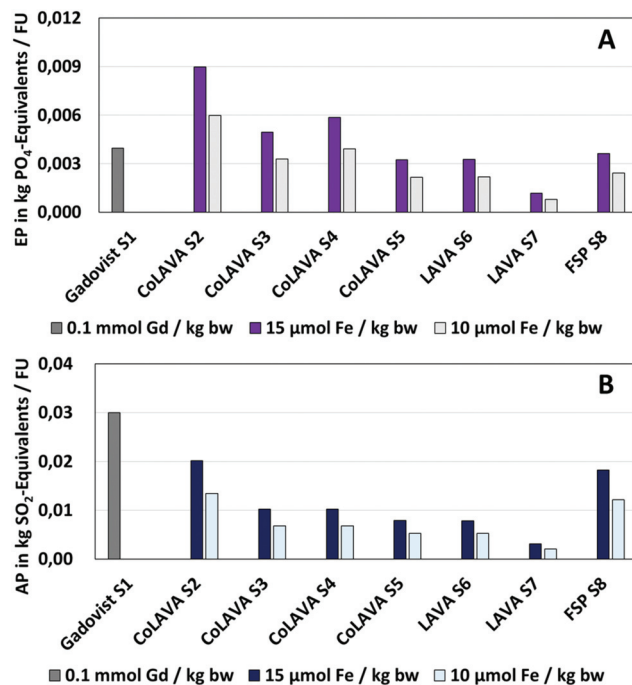 A
EP in kg PO₄-Equivalents / FU
0,012
0,009
0,006
0,003
0,000
Gadovist S1
CoLAVA S2
CoLAVA S3
CoLAVA S4
CoLAVA S5
LAVA S6
LAVA S7
FSP S8
0.1 mmol Gd / kg bw 15 µmol Fe / kg bw 10 µmol Fe / kg bw
B
AP in kg SO₂-Equivalents / FU
0,04
0,03
0,02
0,01
0,00
Gadovist S1
CoLAVA S2
CoLAVA S3
CoLAVA S4
CoLAVA S5
LAVA S6
LAVA S7
FSP S8
0.1 mmol Gd / kg bw 15 µmol Fe / kg bw 10 µmol Fe / kg bw